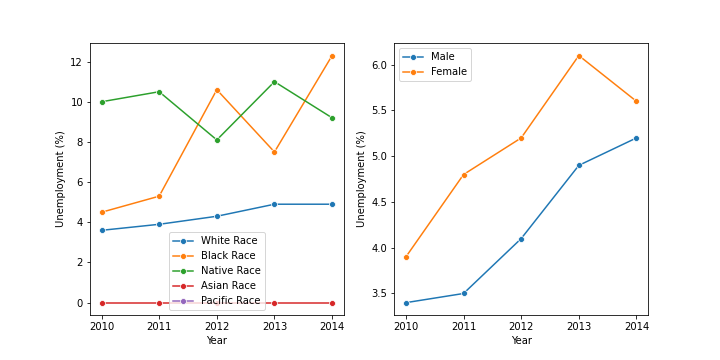 Unemployment (%)
12
10
8
6
4
2
0
2010 2011 2012 2013 2014
Year
White Race
Black Race
Native Race
Asian Race
Pacific Race
Unemployment (%)
6.0
5.5
5.0
4.5
4.0
3.5
2010 2011 2012 2013 2014
Year
Male
Female